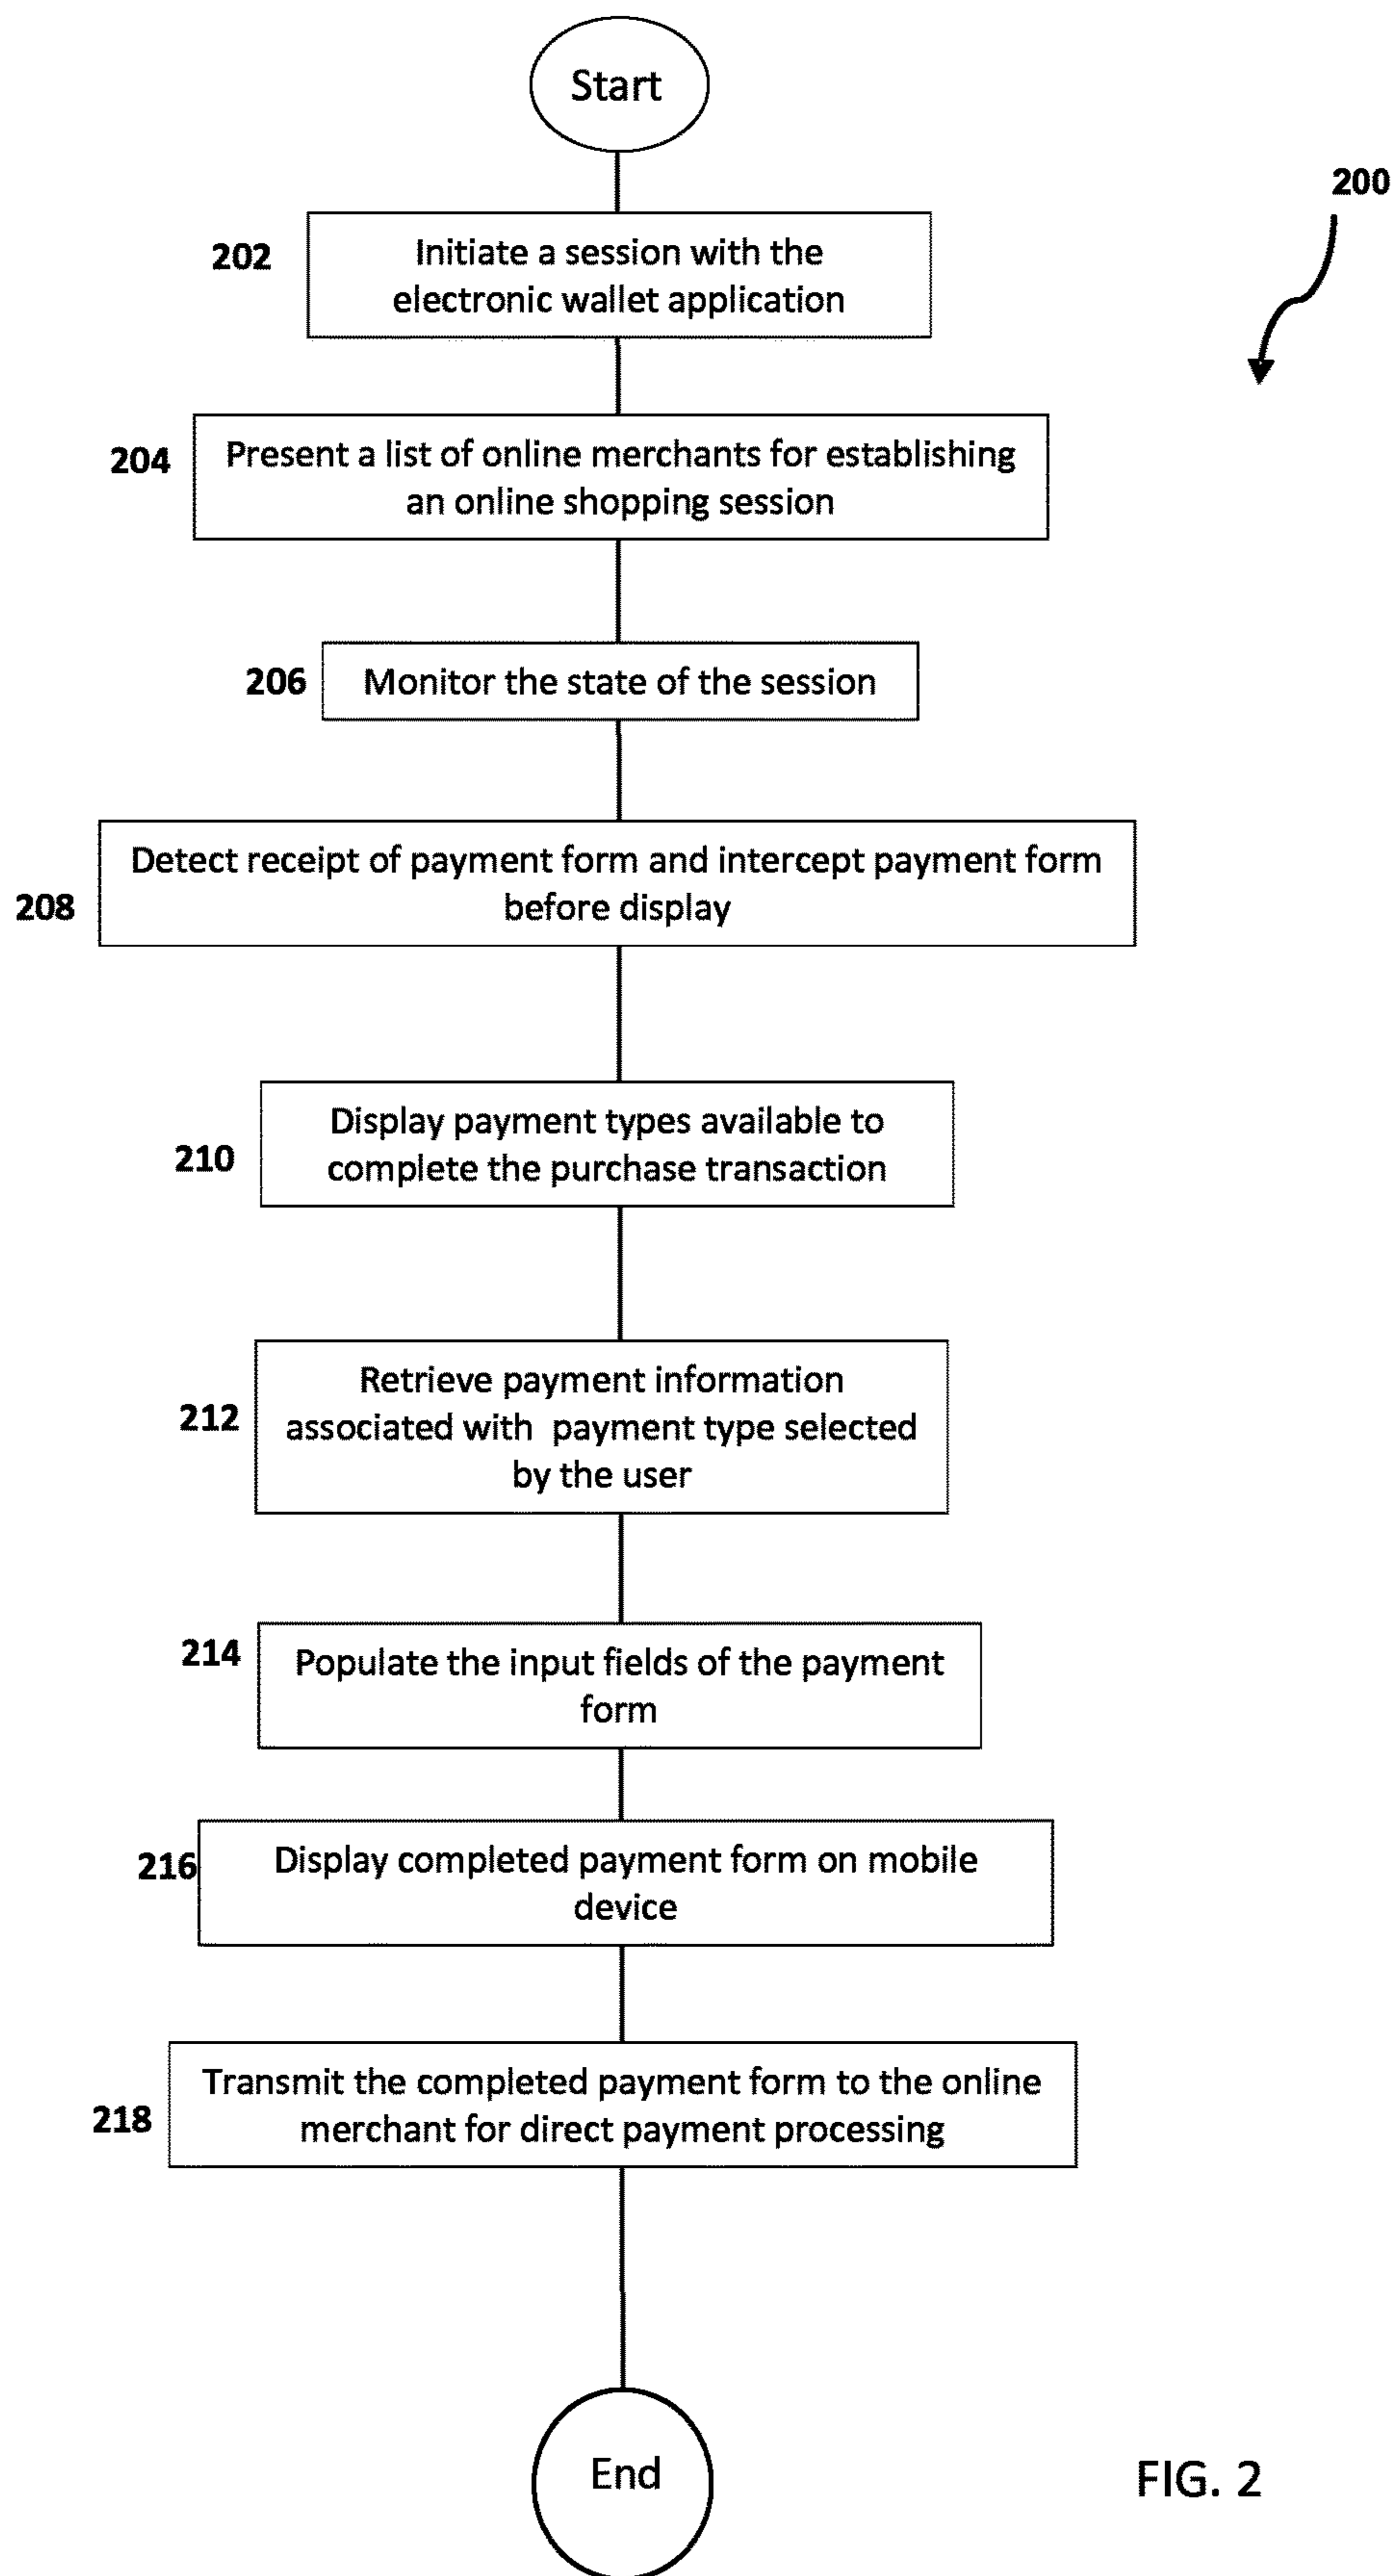 Start
200
202
Initiate a session with the
electronic wallet application
204
Present a list of online merchants for establishing
an online shopping session
206
Monitor the state of the session
208
Detect receipt of payment form and intercept payment form
before display
210
Display payment types available to
complete the purchase transaction
212
Retrieve payment information
associated with payment type selected
by the user
214
Populate the input fields of the payment
form
216
Display completed payment form on mobile
device
218
Transmit the completed payment form to the online
merchant for direct payment processing
End
FIG. 2